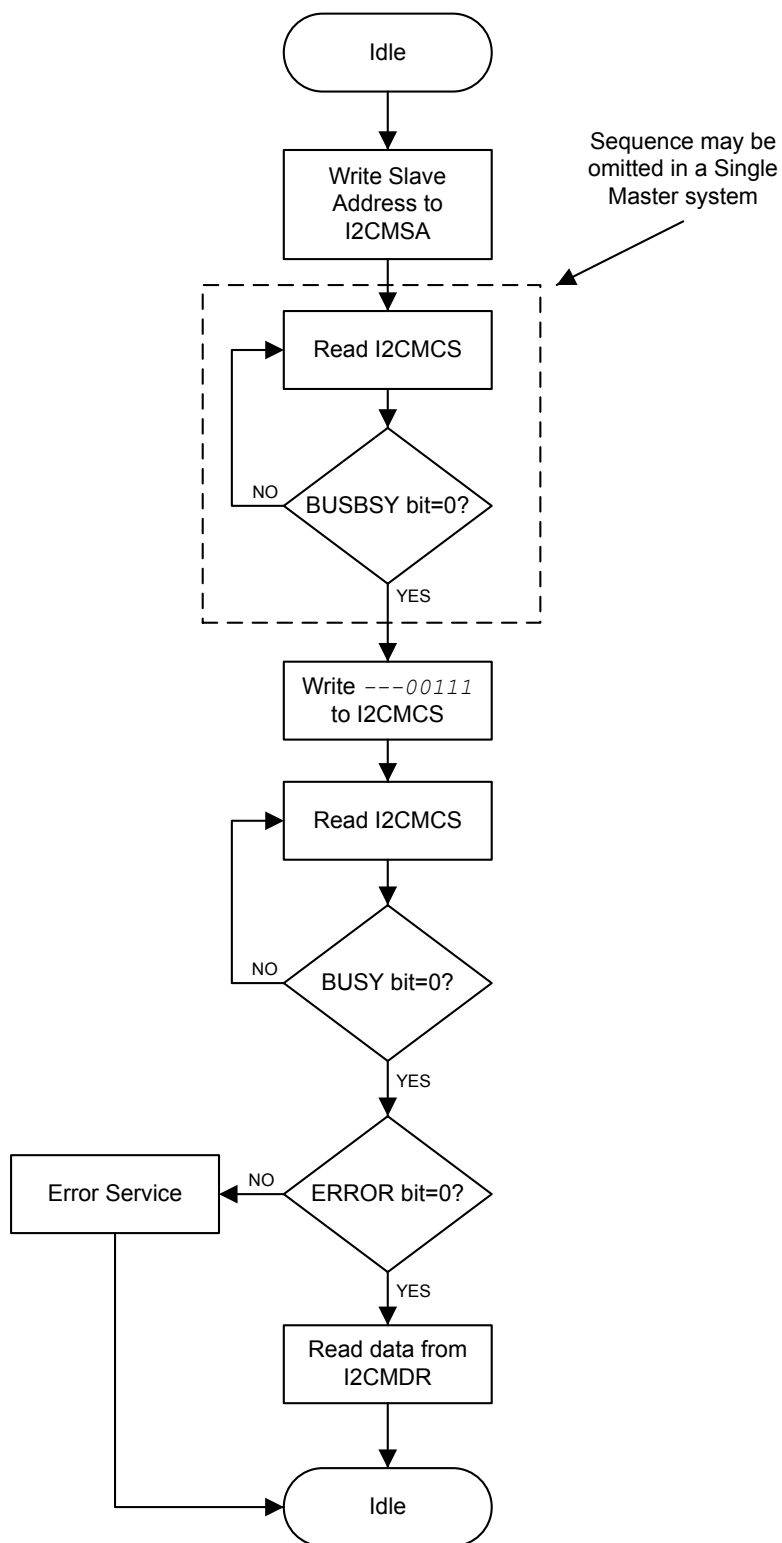 Idle
Sequence may be
omitted in a Single
Master system
Write Slave
Address to
I2CMSA
Read I2CMCS
NO
BUSBSY bit=0?
YES
Write ---00111
to I2CMCS
Read I2CMCS
NO
BUSY bit=0?
YES
Error Service
NO
ERROR bit=0?
YES
Read data from
I2CMDR
Idle